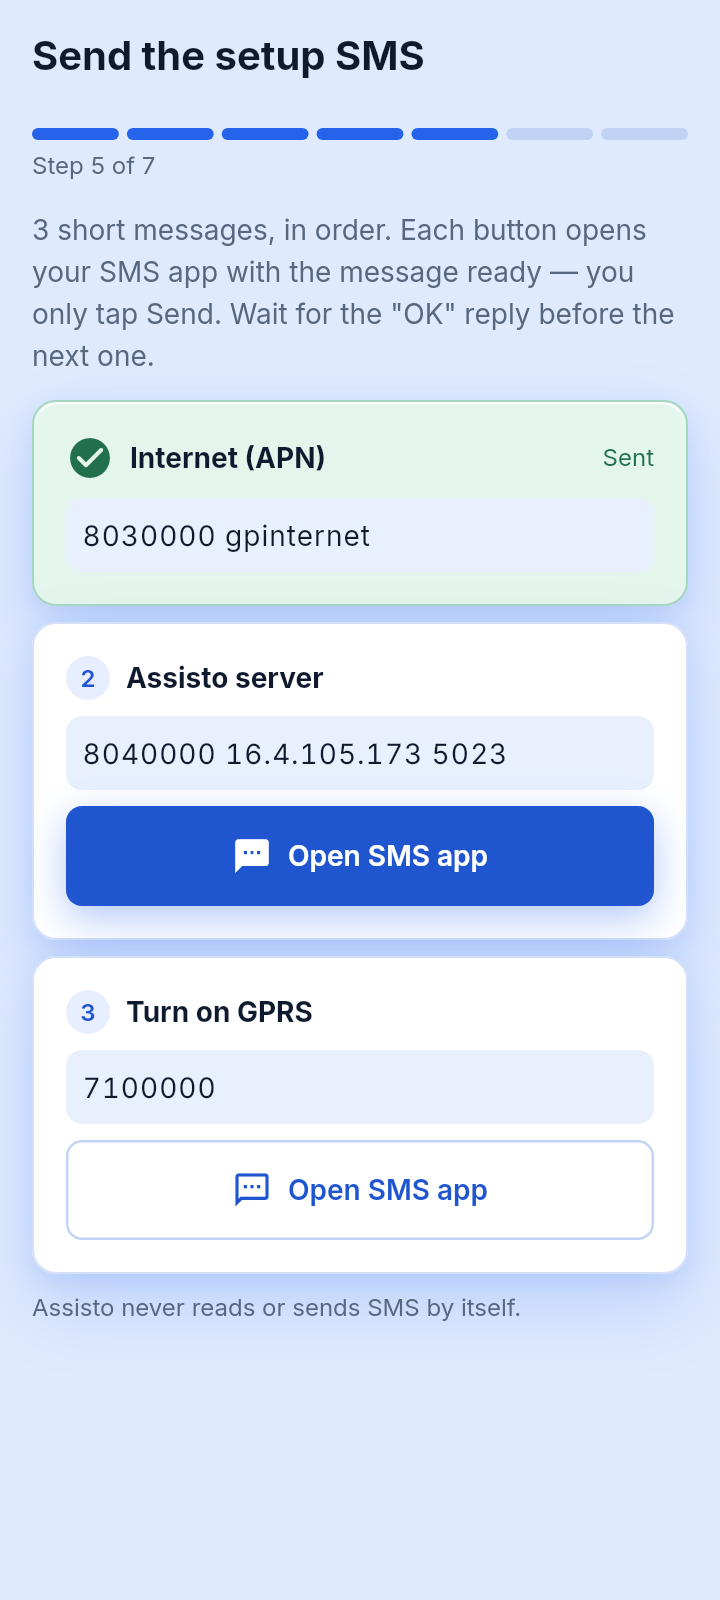 Send the setup SMS
Step 5 of 7
3 short messages, in order. Each button opens
your SMS app with the message ready — you
only tap Send. Wait for the "OK" reply before the
next one.
Internet (APN)
Sent
8030000 gpinternet
2
Assisto server
8040000 16.4.105.173 5023
Open SMS app
3
Turn on GPRS
7100000
Open SMS app
Assisto never reads or sends SMS by itself.